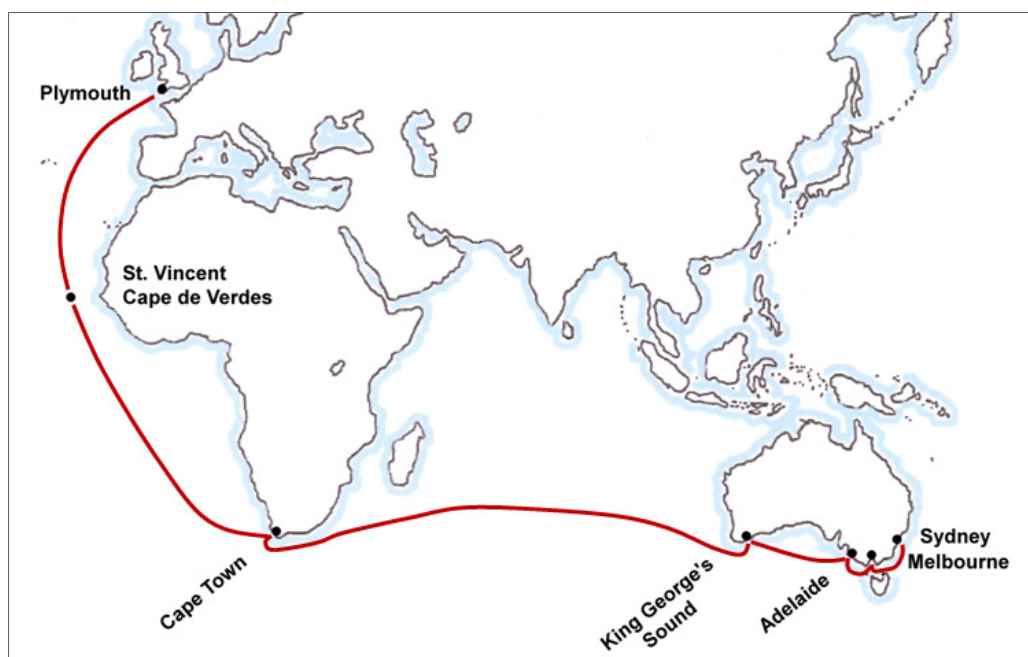 Plymouth
St. Vincent
Cape de Verdes
Cape Town
King George's
Sound
Adelaide
Sydney
Melbourne